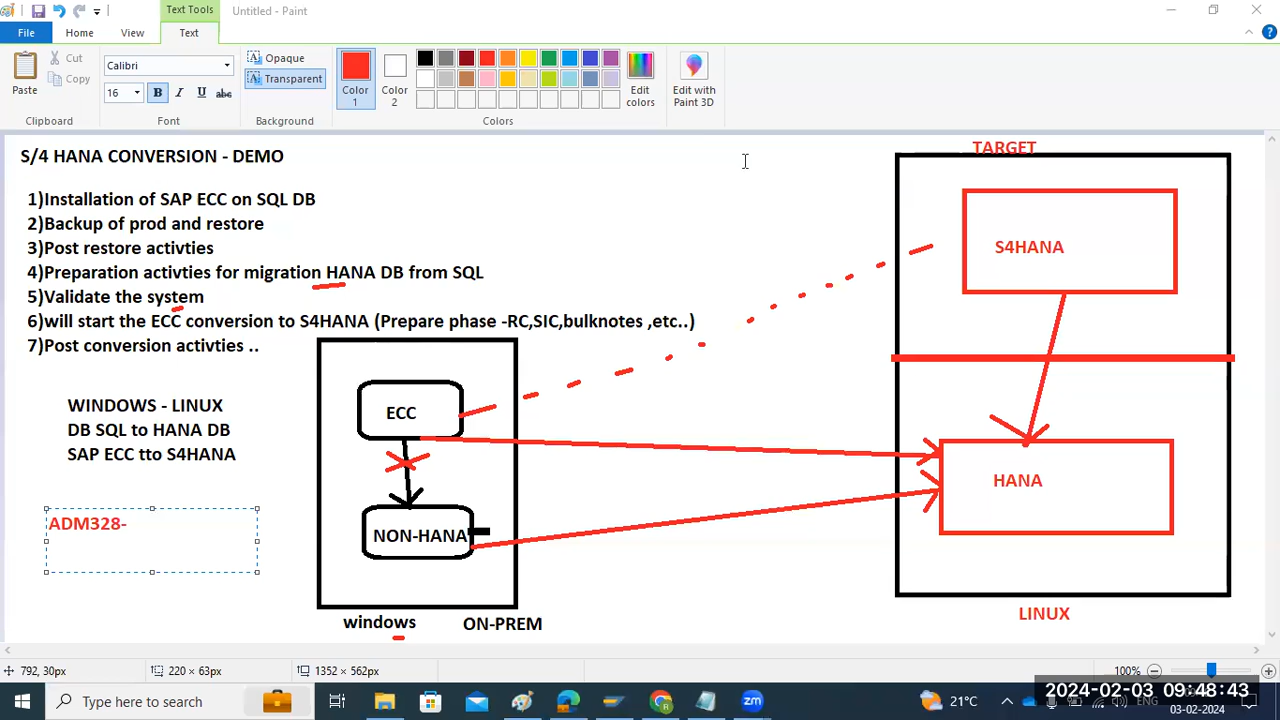 Text Tools
Untitled - Paint
File
Home
View
Text
Paste
Cut
Copy
Clipboard
Calibri
16
B
I
U
abc
Font
Opaque
Transparent
Background
Color 1
Color 2
Edit colors
Colors
Edit with Paint 3D
S/4 HANA CONVERSION - DEMO
1)Installation of SAP ECC on SQL DB
2)Backup of prod and restore
3)Post restore activties
4)Preparation activties for migration HANA DB from SQL
5)Validate the system
6)will start the ECC conversion to S4HANA (Prepare phase -RC,SIC,bulknotes ,etc..)
7)Post conversion activties ..
WINDOWS - LINUX
DB SQL to HANA DB
SAP ECC tto S4HANA
ADM328-
ECC
NON-HANA
windows
ON-PREM
TARGET
S4HANA
HANA
LINUX
792, 30px
220 × 63px
1352 × 562px
100%
Type here to search
21°C
ENG
2024-02-03 09:48:43
03-02-2024